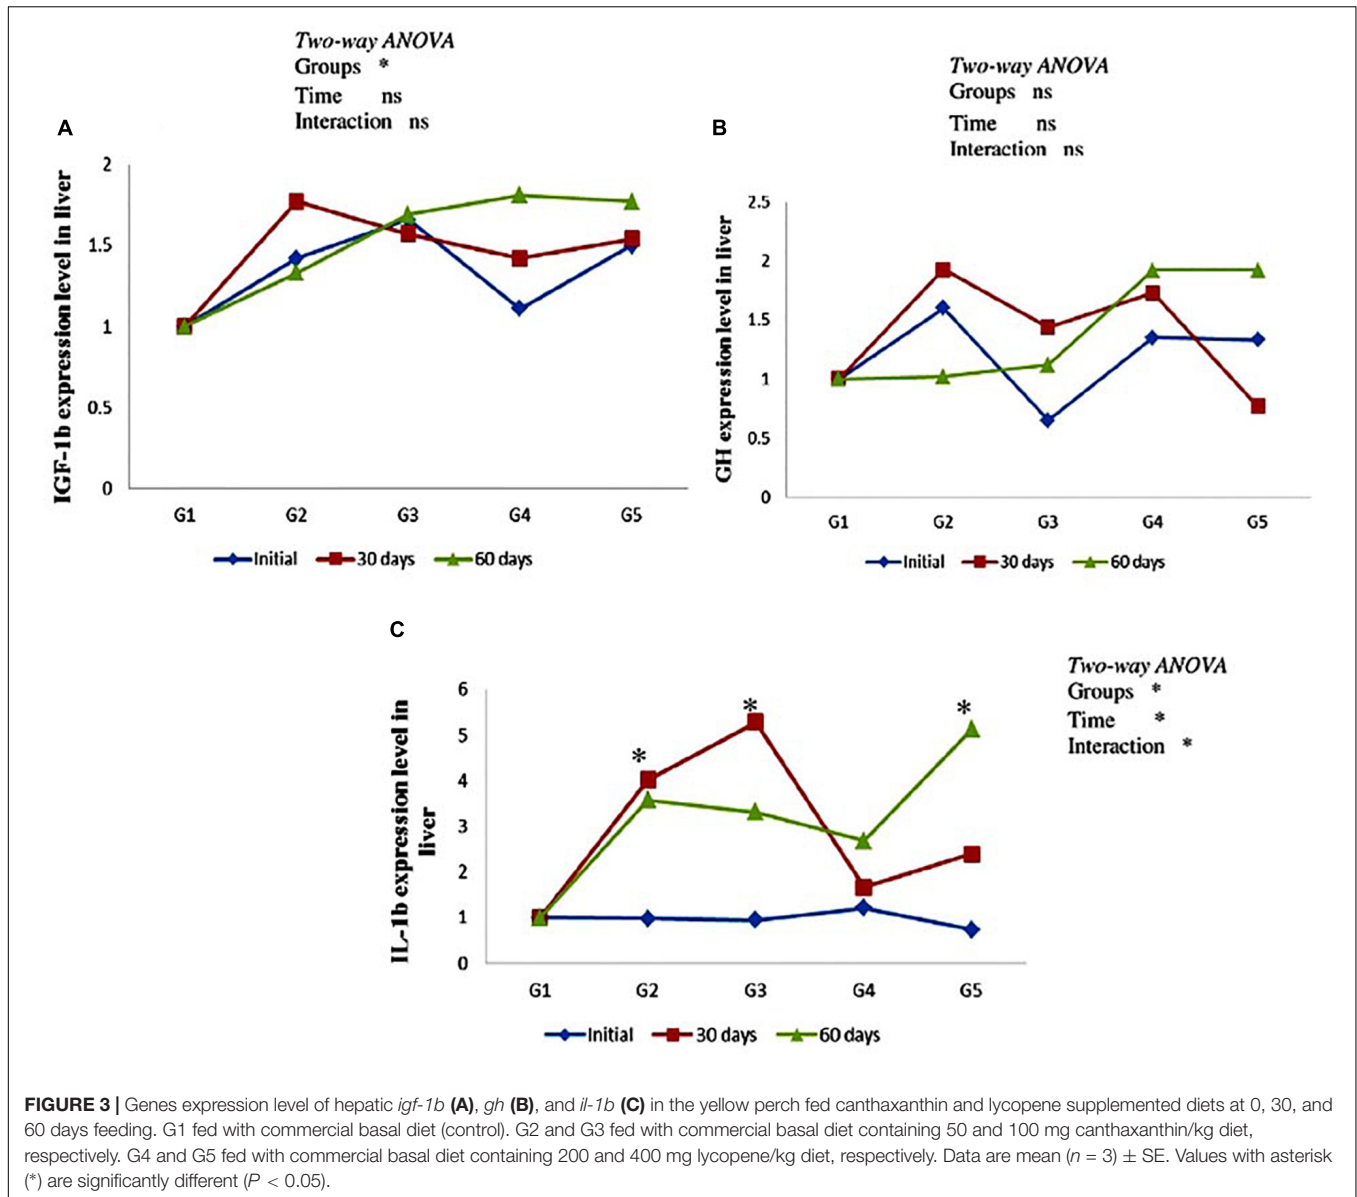 Two-way ANOVA
Groups *
Time ns
Interaction ns
A
IGF-1b expression level in liver
2
1.5
1
0.5
0
G1 G2 G3 G4 G5
Initial 30 days 60 days
Two-way ANOVA
Groups ns
Time ns
Interaction ns
B
GH expression level in liver
2.5
2
1.5
1
0.5
0
G1 G2 G3 G4 G5
Initial 30 days 60 days
C
Two-way ANOVA
Groups *
Time *
Interaction *
IL-1b expression level in
liver
6
5
4
3
2
1
0
* * *
G1 G2 G3 G4 G5
Initial 30 days 60 days
FIGURE 3 | Genes expression level of hepatic igf-1b (A), gh (B), and il-1b (C) in the yellow perch fed canthaxanthin and lycopene supplemented diets at 0, 30, and
60 days feeding. G1 fed with commercial basal diet (control). G2 and G3 fed with commercial basal diet containing 50 and 100 mg canthaxanthin/kg diet,
respectively. G4 and G5 fed with commercial basal diet containing 200 and 400 mg lycopene/kg diet, respectively. Data are mean (n = 3) ± SE. Values with asterisk
(*) are significantly different (P < 0.05).